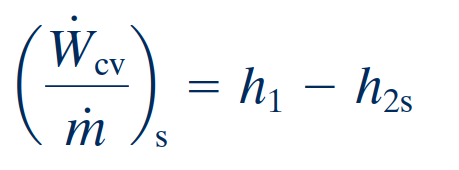 (Ẇcv / ṁ)s = h1 − h2s